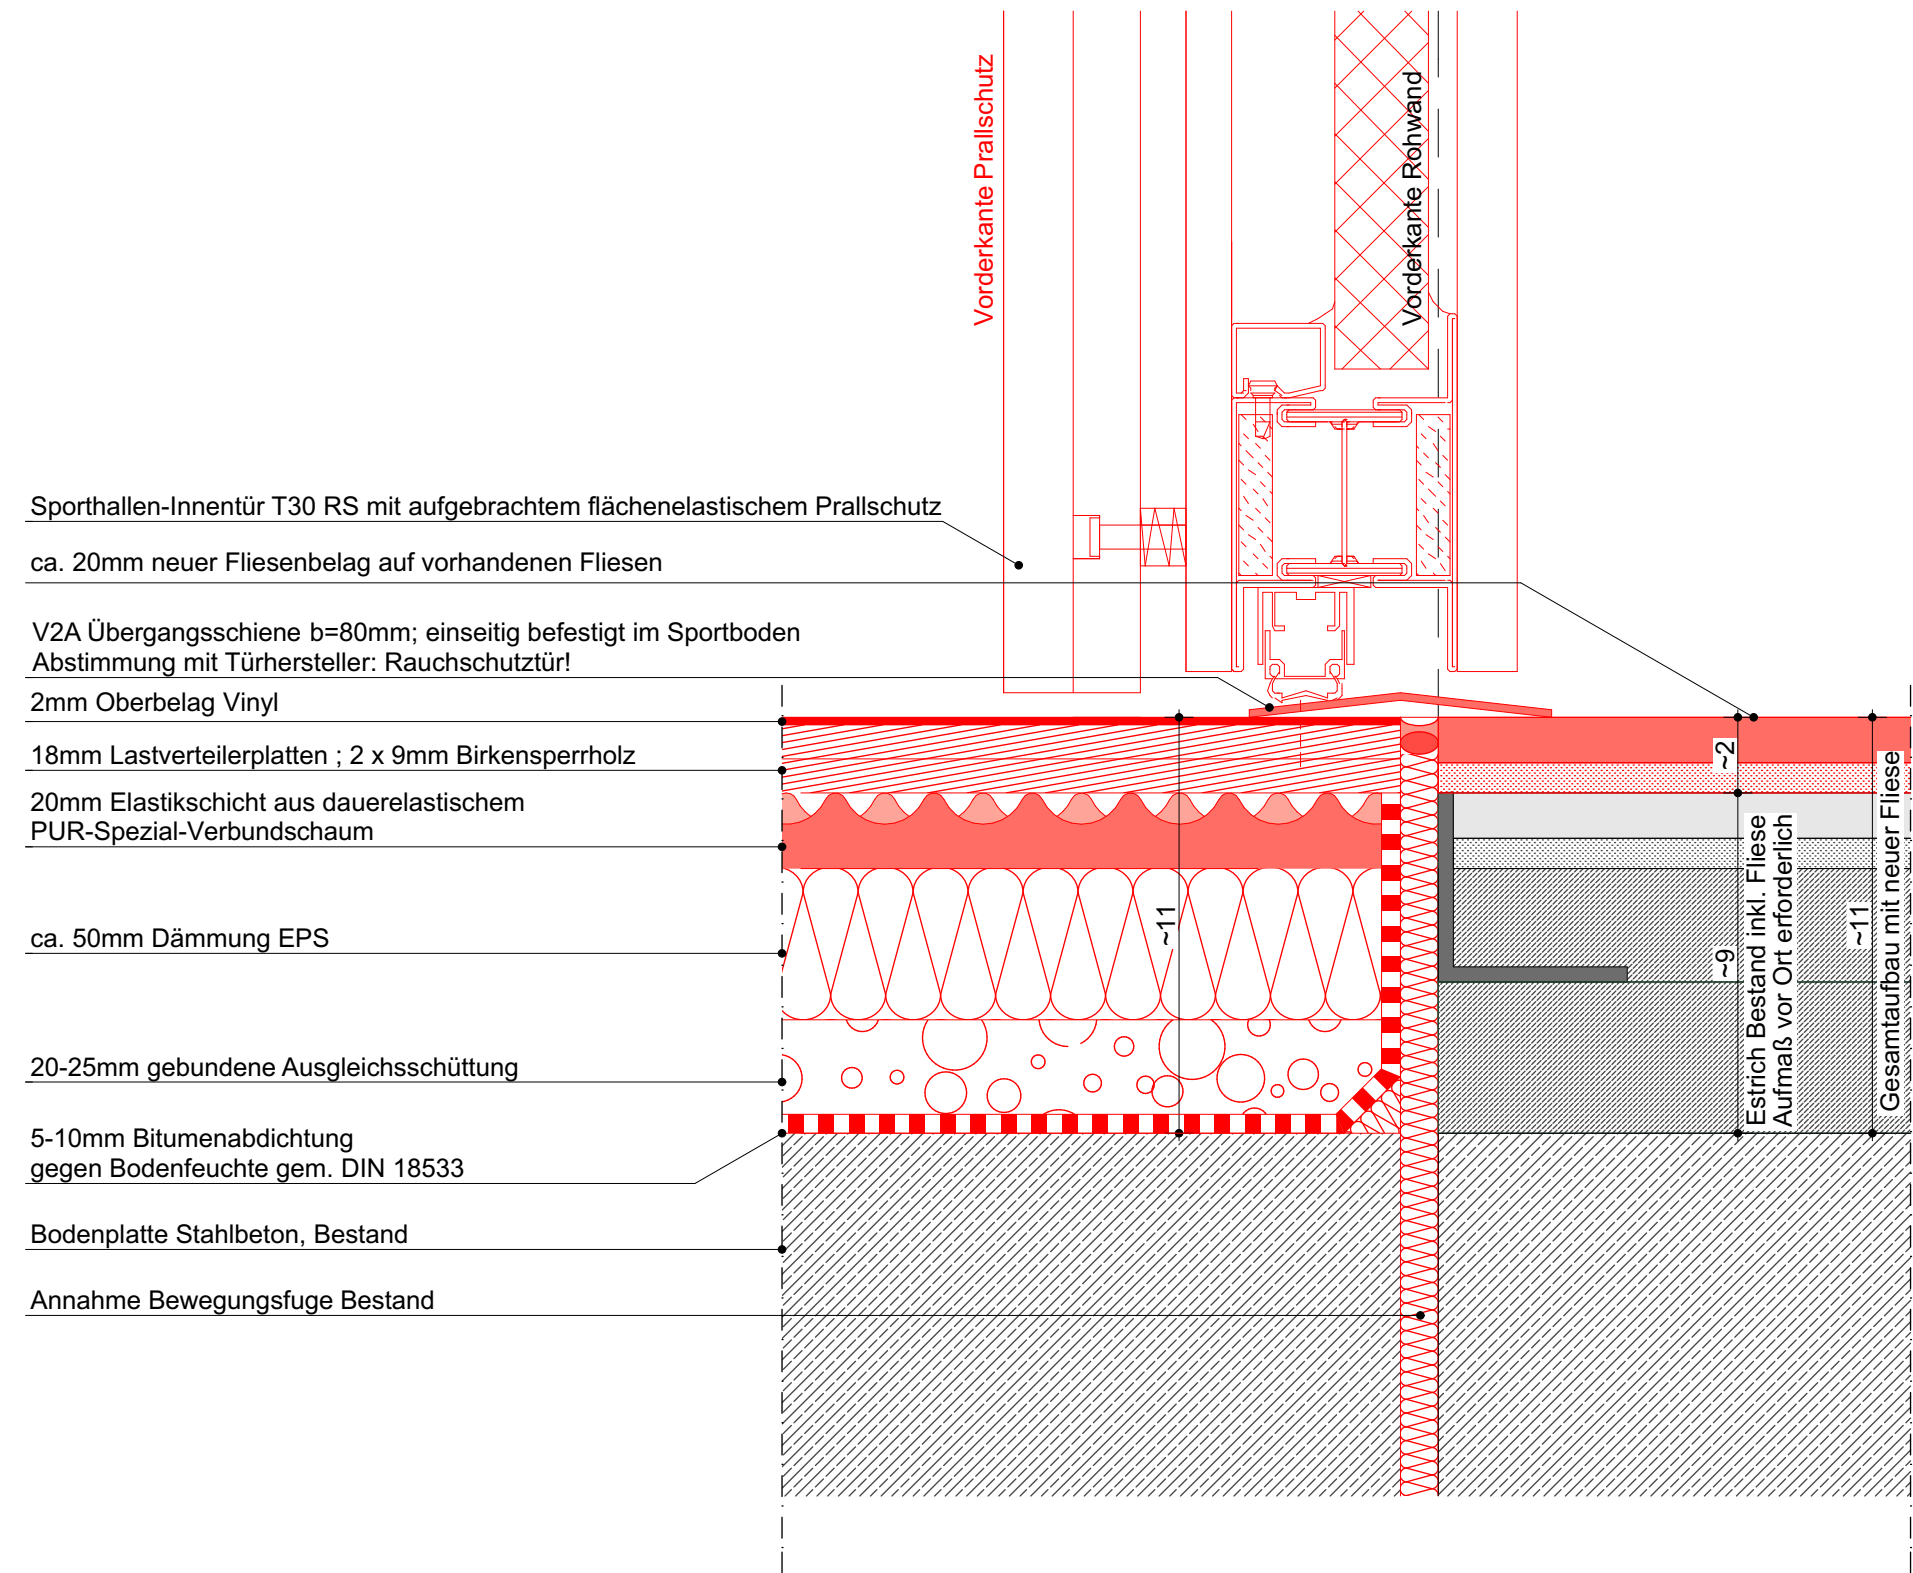 Vorderkante Prallschutz
Vorderkante Rohwand
Sporthallen-Innentür T30 RS mit aufgebrachtem flächenelastischem Prallschutz
ca. 20mm neuer Fliesenbelag auf vorhandenen Fliesen
V2A Übergangsschiene b=80mm; einseitig befestigt im Sportboden
Abstimmung mit Türhersteller: Rauchschutztür!
2mm Oberbelag Vinyl
18mm Lastverteilerplatten ; 2 x 9mm Birkensperrholz
20mm Elastikschicht aus dauerelastischem
PUR-Spezial-Verbundschaum
ca. 50mm Dämmung EPS
20-25mm gebundene Ausgleichsschüttung
5-10mm Bitumenabdichtung
gegen Bodenfeuchte gem. DIN 18533
Bodenplatte Stahlbeton, Bestand
Annahme Bewegungsfuge Bestand
~11
~2
~9
Estrich Bestand inkl. Fliese
Aufmaß vor Ort erforderlich
~11
Gesamtaufbau mit neuer Fliese